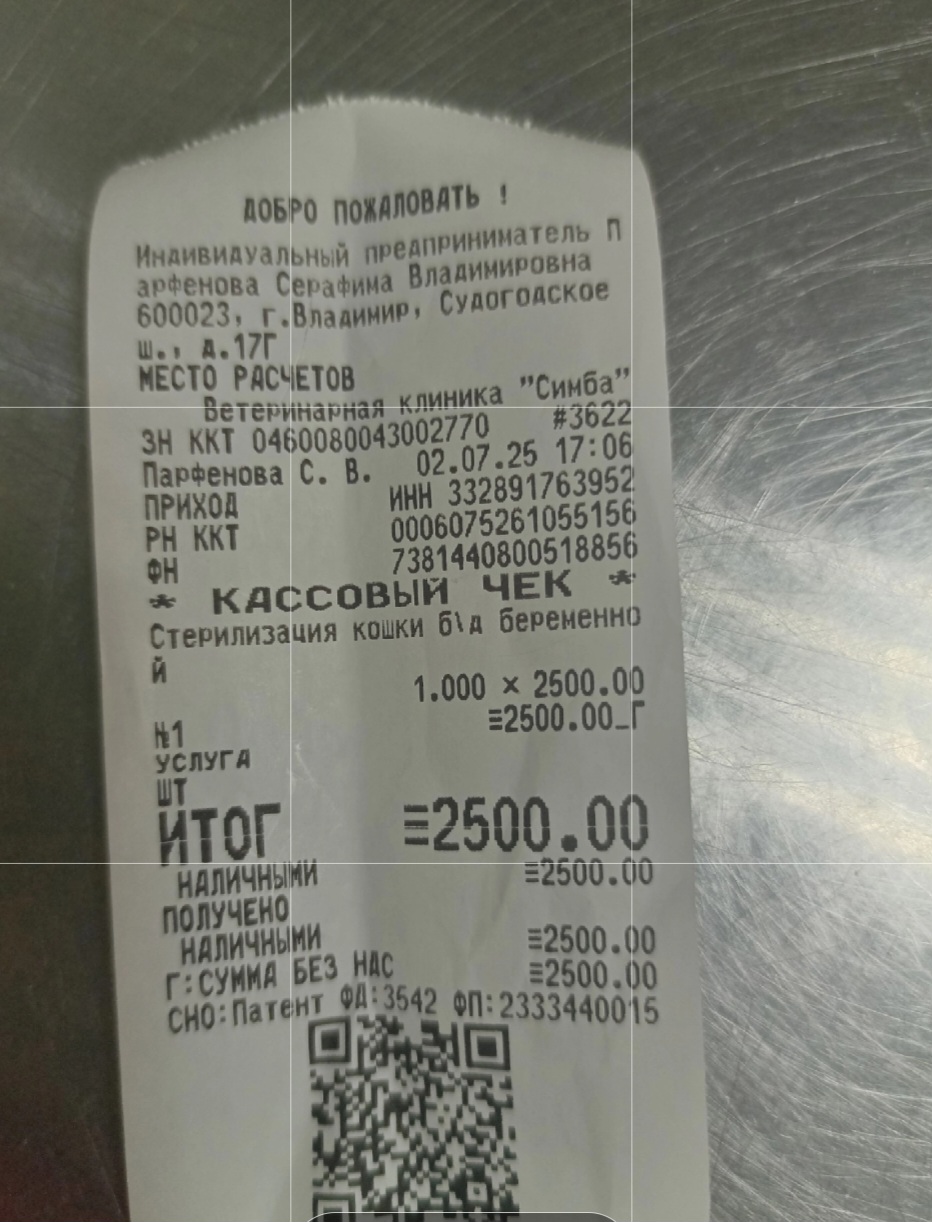 ДОБРО ПОЖАЛОВАТЬ !
Индивидуальный предприниматель П
арфенова Серафима Владимировна
600023, г.Владимир, Судогодское
ш., д.17Г
МЕСТО РАСЧЕТОВ
Ветеринарная клиника "Симба"
ЗН ККТ 0460080043002770 #3622
Парфенова С. В. 02.07.25 17:06
ПРИХОД ИНН 332891763952
РН ККТ 0006075261055156
ФН 7381440800518856
* КАССОВЫЙ ЧЕК *
Стерилизация кошки б\д беременно
й
1.000 × 2500.00
№1 ≡2500.00_Г
УСЛУГА
ШТ
ИТОГ ≡2500.00
НАЛИЧНЫМИ ≡2500.00
ПОЛУЧЕНО
НАЛИЧНЫМИ ≡2500.00
Г:СУММА БЕЗ НДС ≡2500.00
СНО:Патент ФД:3542 ФП:2333440015